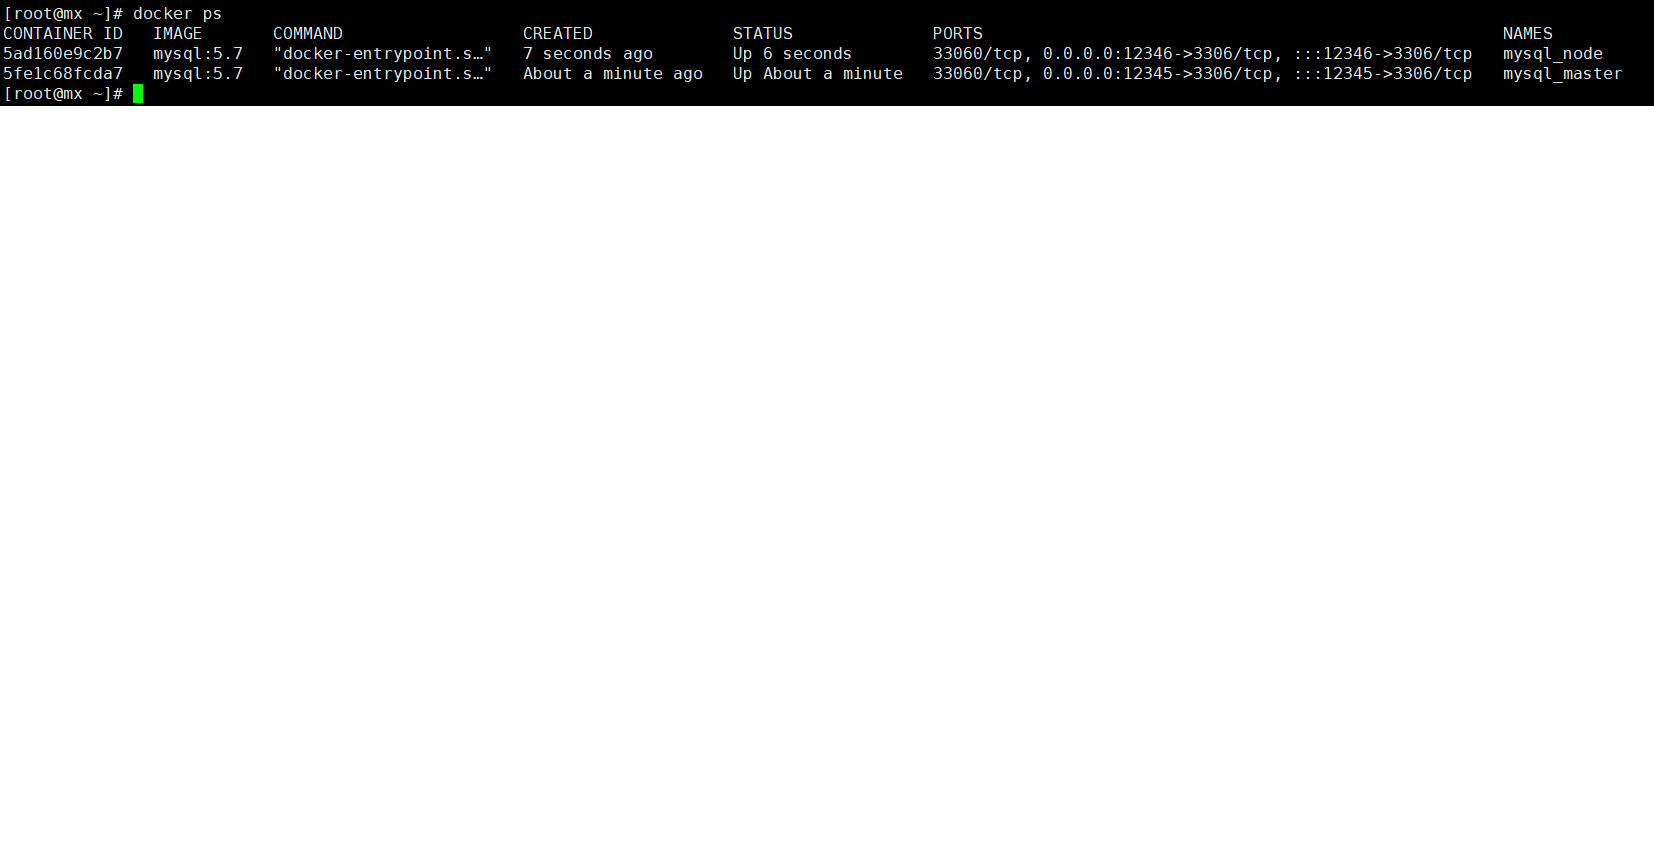 [root@mx ~]# docker ps
CONTAINER ID   IMAGE       COMMAND                  CREATED              STATUS              PORTS                                                    NAMES
5ad160e9c2b7   mysql:5.7   "docker-entrypoint.s…"   7 seconds ago        Up 6 seconds        33060/tcp, 0.0.0.0:12346->3306/tcp, :::12346->3306/tcp   mysql_node
5fe1c68fcda7   mysql:5.7   "docker-entrypoint.s…"   About a minute ago   Up About a minute   33060/tcp, 0.0.0.0:12345->3306/tcp, :::12345->3306/tcp   mysql_master
[root@mx ~]#